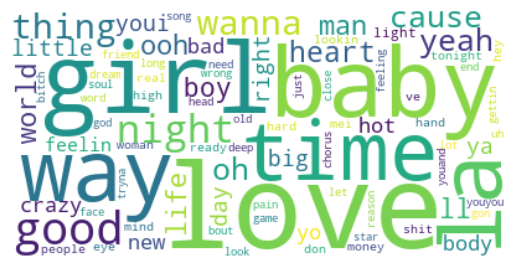 thing
youi
ooh
wanna
man
cause
song
little
friend
bad
lookin
light
yeah
long
dream
real
wrong
need
heart
tonight
hey
end
soul
word
high
boy
head
right
just
close
feeling
ve
world
bitch
girl
baby
god
night
old
hard
mei
hot
hand
gettin
feelin
woman
ready
deep
chorus
big
lot
ya
youand
way
time
la
oh
life
day
yo
ll
crazy
tryna
face
pain
game
let
reason
youyou
gon
good
love
mind
bout
don
star
shit
body
people
eye
new
look
money